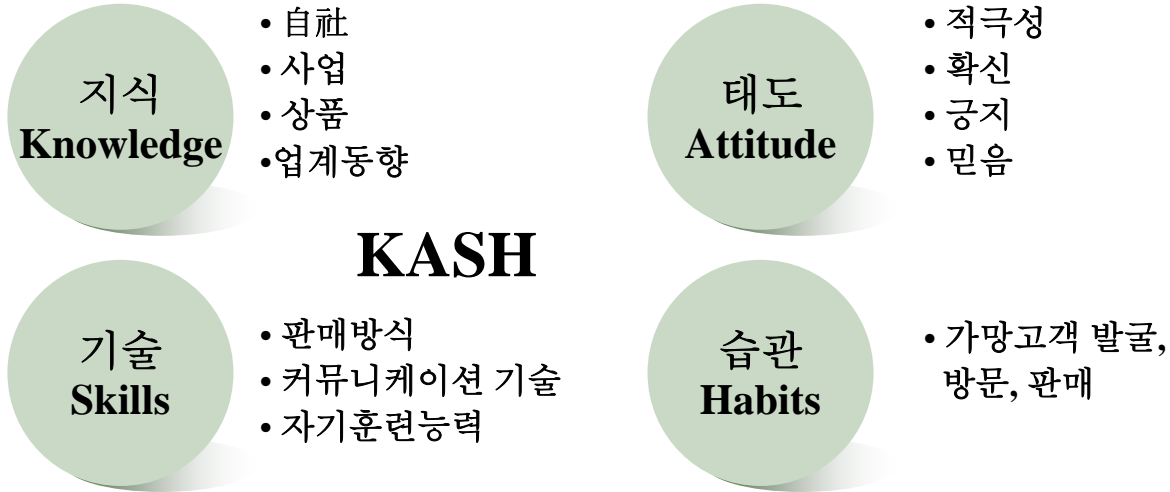 지식
Knowledge
• 自社
• 사업
• 상품
•업계동향
태도
Attitude
• 적극성
• 확신
• 긍지
• 믿음
KASH
기술
Skills
• 판매방식
• 커뮤니케이션 기술
• 자기훈련능력
습관
Habits
• 가망고객 발굴,
방문, 판매